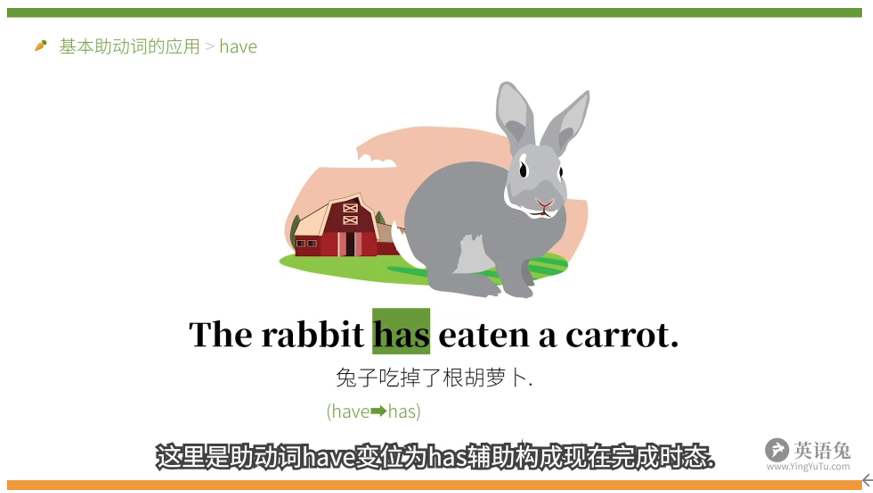 基本助动词的应用 > have
The rabbit has eaten a carrot.
兔子吃掉了根胡萝卜.
(have➡has)
这里是助动词have变位为has辅助构成现在完成时态.
英语兔
www.YingYuTu.com